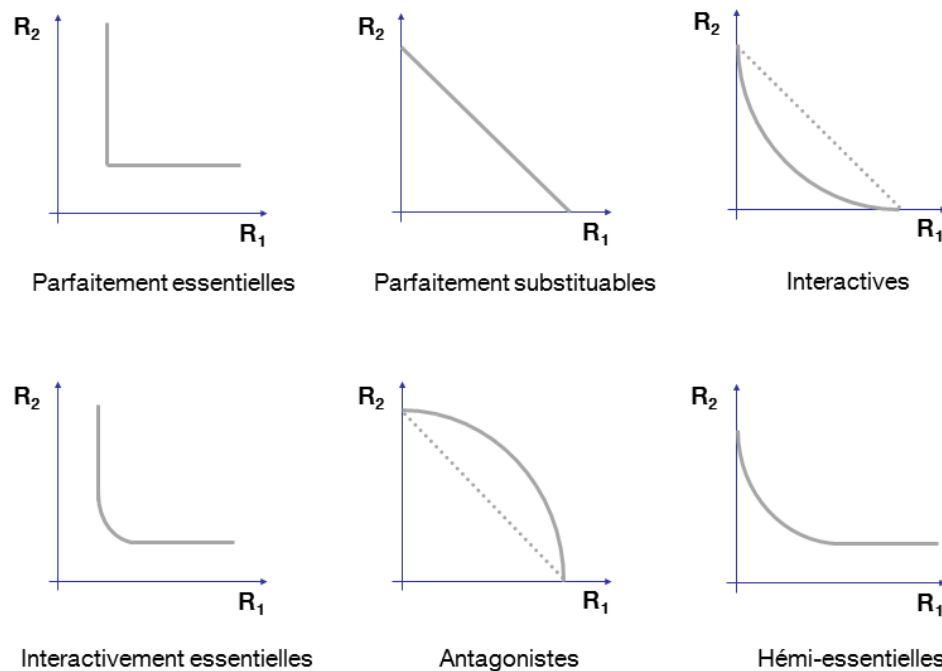 R₂
R₁
Parfaitement essentielles
R₂
R₁
Parfaitement substituables
R₂
R₁
Interactives
R₂
R₁
Interactivement essentielles
R₂
R₁
Antagonistes
R₂
R₁
Hémi-essentielles